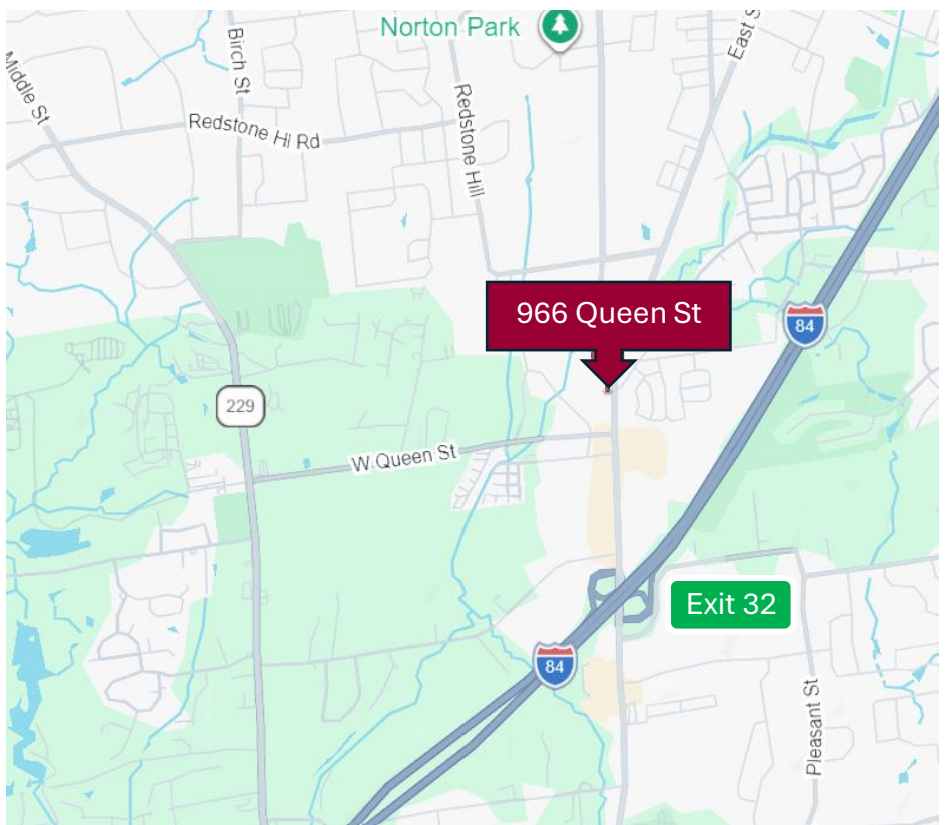 Norton Park
East S
Birch St
Middle St
Redstone Hl Rd
Redstone Hill
966 Queen St
84
229
W Queen St
Exit 32
84
Pleasant St